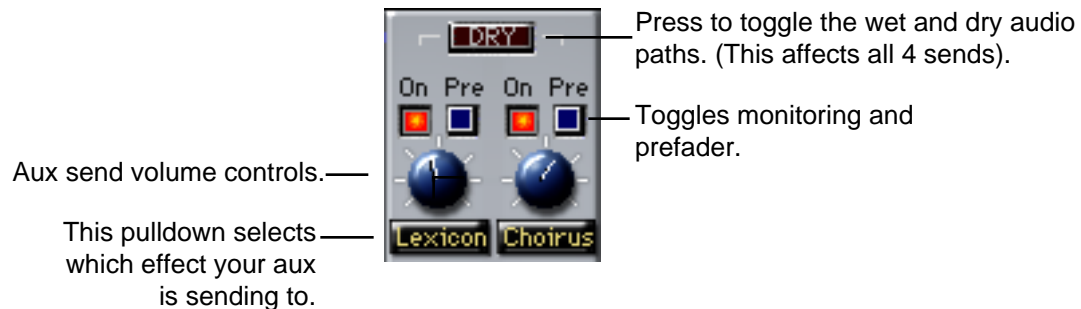 Press to toggle the wet and dry audio
paths. (This affects all 4 sends).
DRY
On Pre On Pre
Toggles monitoring and
prefader.
Aux send volume controls.
Lexicon Choirus
This pulldown selects
which effect your aux
is sending to.